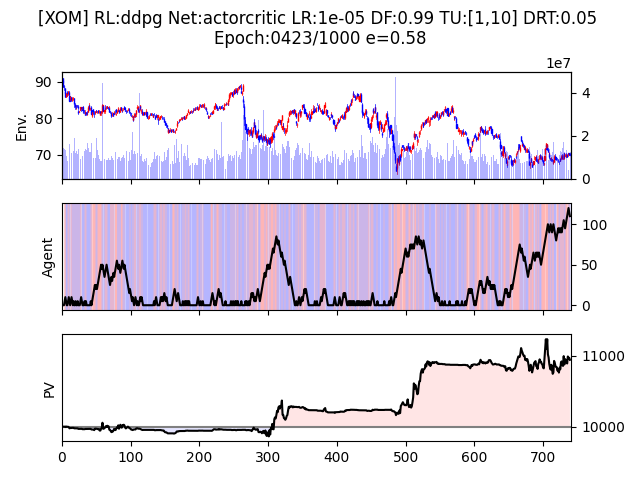 [XOM] RL:ddpg Net:actorcritic LR:1e-05 DF:0.99 TU:[1,10] DRT:0.05
Epoch:0423/1000 e=0.58
1e7
90
80
70
Env.
4
2
0
Agent
100
50
0
PV
11000
10000
0 100 200 300 400 500 600 700